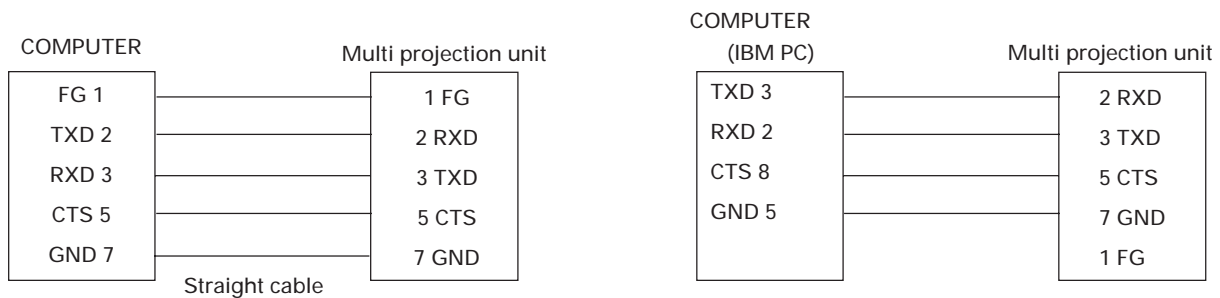 COMPUTER
Multi projection unit
FG 1
1 FG
TXD 2
2 RXD
RXD 3
3 TXD
CTS 5
5 CTS
GND 7
7 GND
Straight cable
COMPUTER
(IBM PC)
Multi projection unit
TXD 3
2 RXD
RXD 2
3 TXD
CTS 8
5 CTS
GND 5
7 GND
1 FG